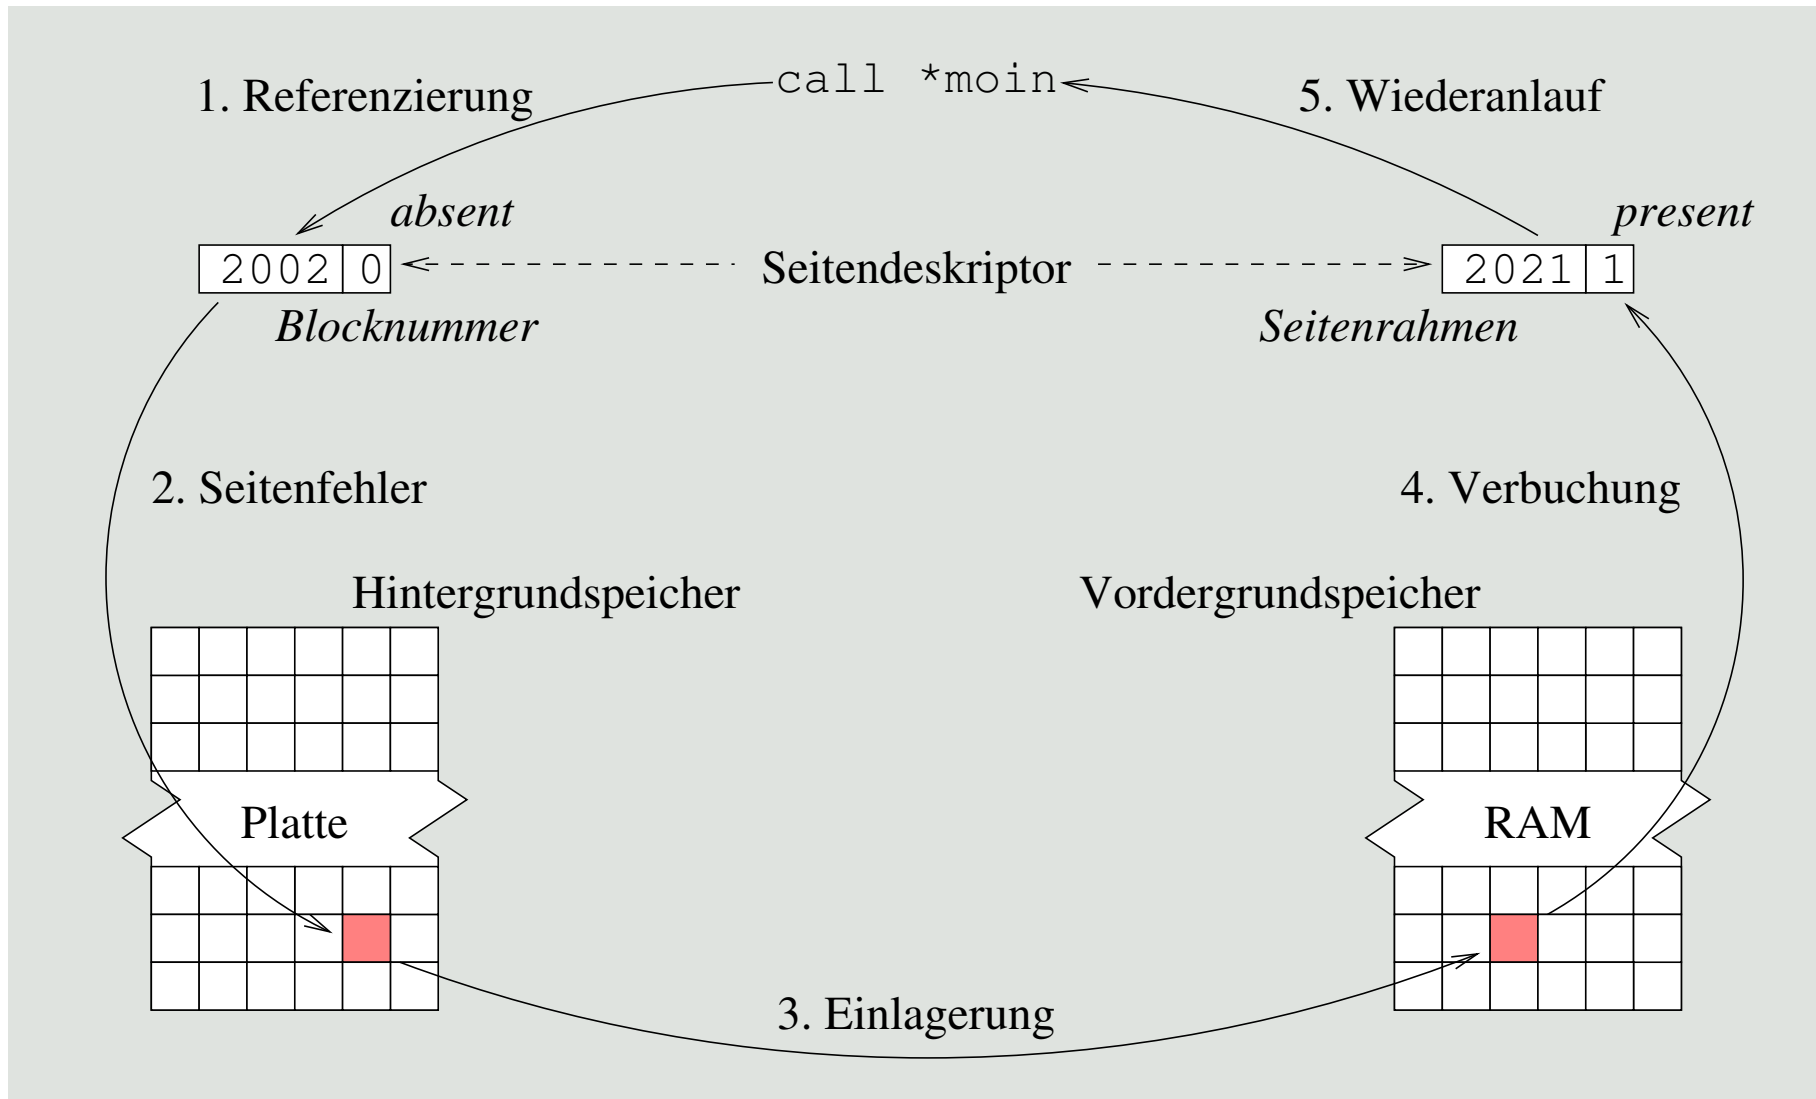 call *moin
1. Referenzierung
5. Wiederanlauf
absent
present
2002 0
Seitendeskriptor
2021 1
Blocknummer
Seitenrahmen
2. Seitenfehler
4. Verbuchung
Hintergrundspeicher
Vordergrundspeicher
Platte
RAM
3. Einlagerung